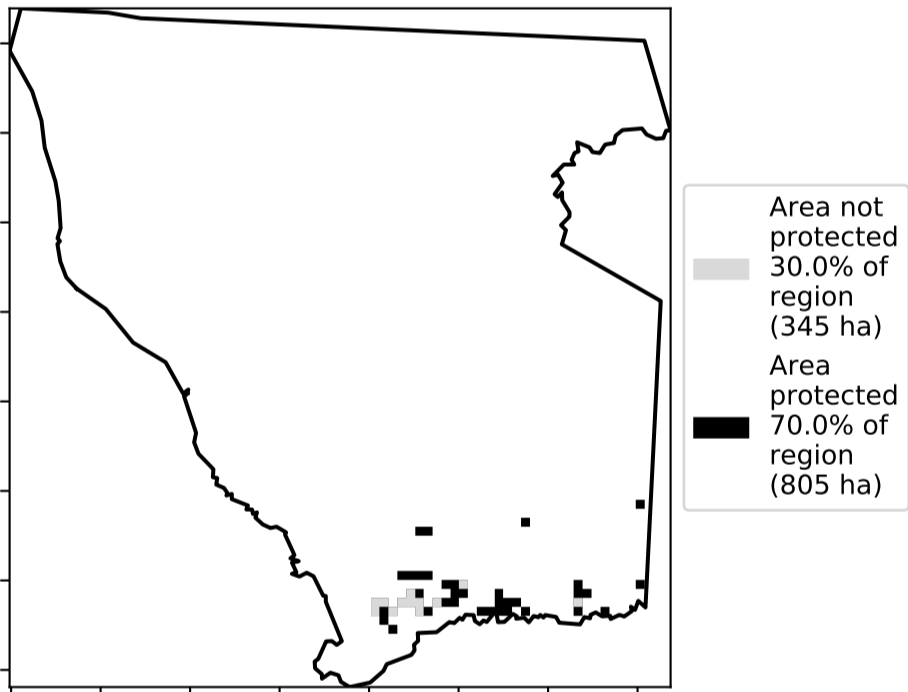 Area not
protected
30.0% of
region
(345 ha)
Area
protected
70.0% of
region
(805 ha)